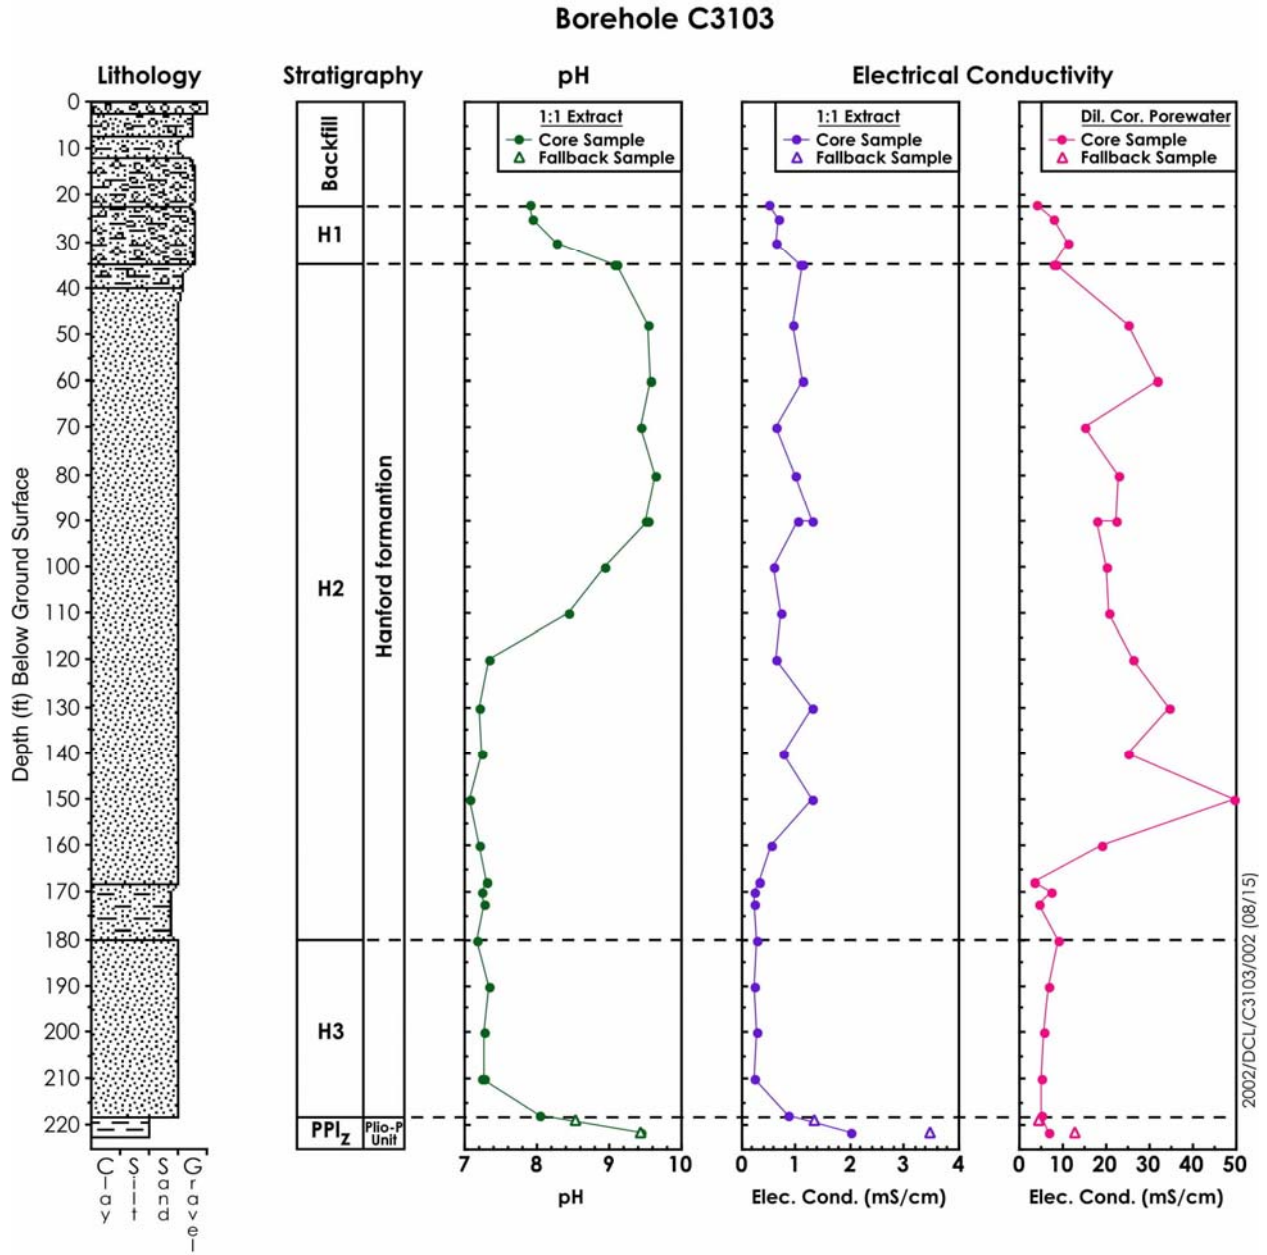 Borehole C3103
Lithology
Stratigraphy
pH
Electrical Conductivity
1:1 Extract
Core Sample
Fallback Sample
1:1 Extract
Core Sample
Fallback Sample
Dil. Cor. Porewater
Core Sample
Fallback Sample
Depth (ft) Below Ground Surface
0
10
20
30
40
50
60
70
80
90
100
110
120
130
140
150
160
170
180
190
200
210
220
Clay
Silt
Sand
Gravel
Backfill
H1
H2
H3
PPlz
Hanford formantion
Plio-P
Unit
7 8 9 10
pH
0 1 2 3 4
Elec. Cond. (mS/cm)
0 10 20 30 40 50
Elec. Cond. (mS/cm)
2002/DCL/C3103/002 (08/15)